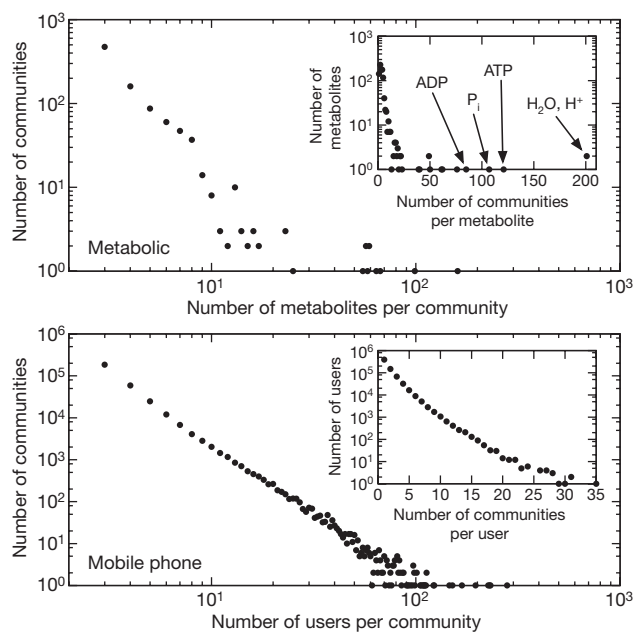 10³
10²
10¹
10⁰
Number of communities
Metabolic
10¹
10²
10³
Number of metabolites per community
10³
10²
10¹
10⁰
Number of
metabolites
ADP
Pᵢ
ATP
H₂O, H⁺
0
50
100
150
200
Number of communities
per metabolite
10⁶
10⁵
10⁴
10³
10²
10¹
10⁰
Number of communities
Mobile phone
10¹
10²
10³
Number of users per community
10⁶
10⁵
10⁴
10³
10²
10¹
10⁰
Number of users
0
5
10
15
20
25
30
35
Number of communities
per user